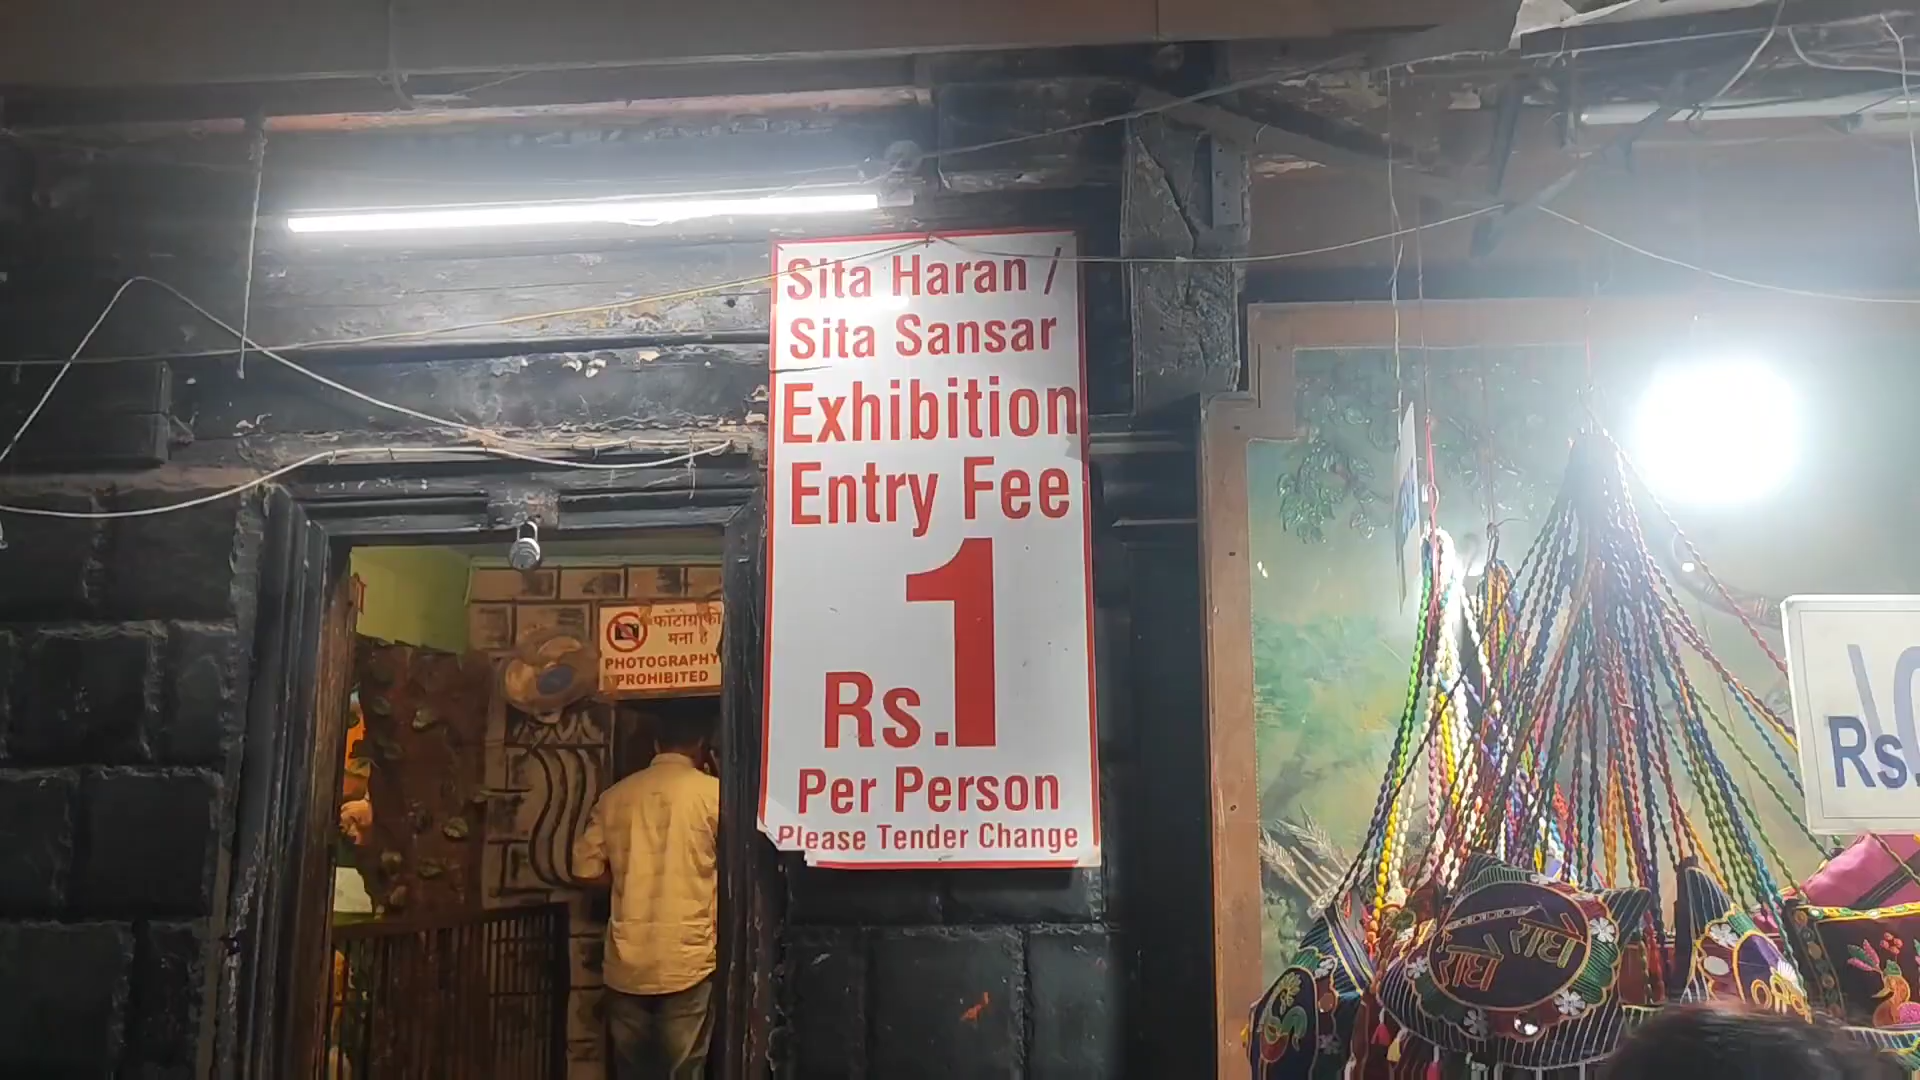 Sita Haran /
Sita Sansar
Exhibition
Entry Fee
Rs.1
Per Person
Please Tender Change
फोटोग्राफी
मना है
PHOTOGRAPHY
PROHIBITED
Rs.
राधे राधे